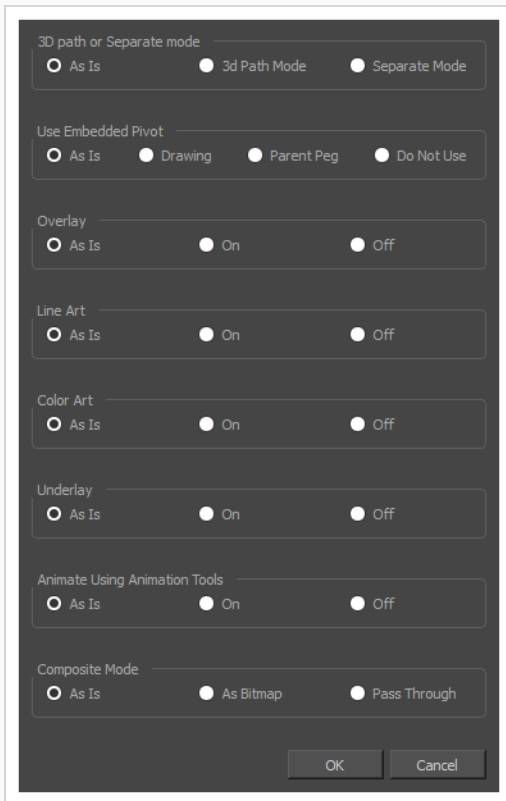 3D path or Separate mode
As Is 3d Path Mode Separate Mode
Use Embedded Pivot
As Is Drawing Parent Peg Do Not Use
Overlay
As Is On Off
Line Art
As Is On Off
Color Art
As Is On Off
Underlay
As Is On Off
Animate Using Animation Tools
As Is On Off
Composite Mode
As Is As Bitmap Pass Through
OK Cancel